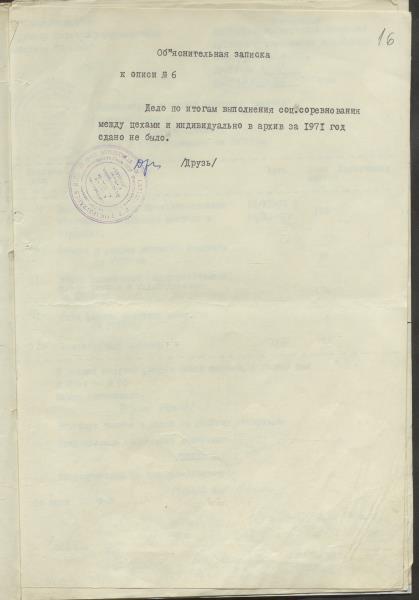 16
Об"яснительная записка
к описи № 6
Дело по итогам выполнения соц.соревнования
между цехами и индивидуально в архив за 1971 год
сдано не было.
/Друзь/